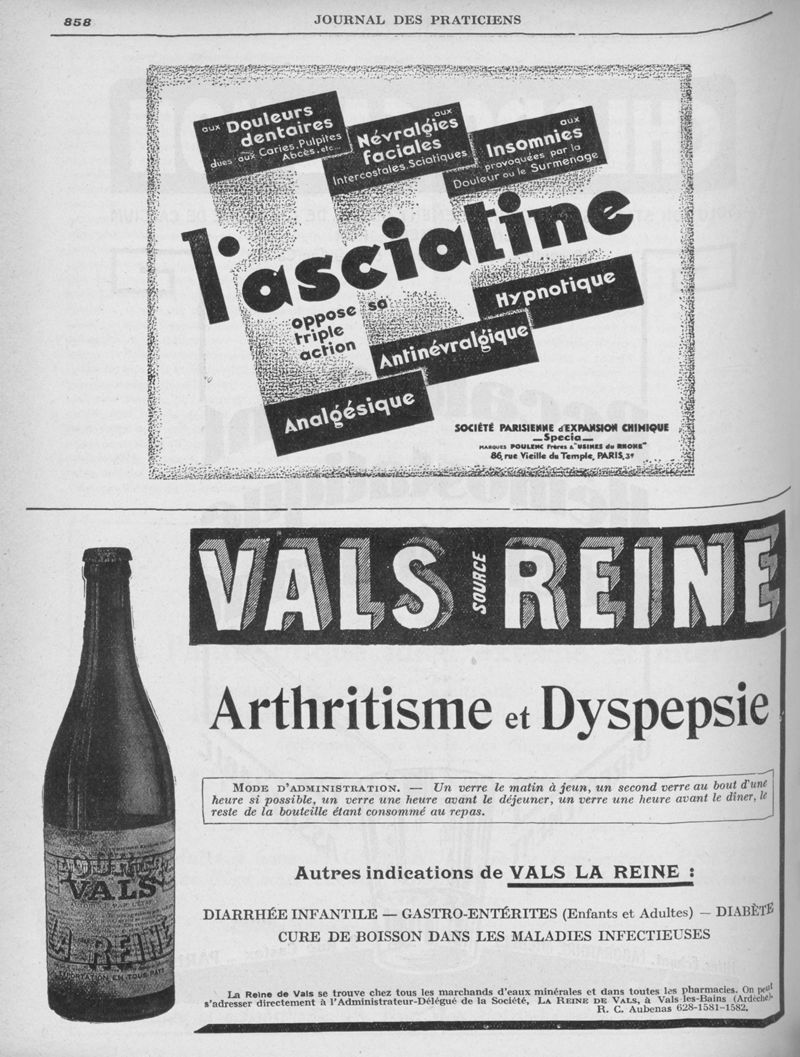 858
JOURNAL DES PRATICIENS
aux Douleurs
dentaires
dues aux Caries, Pulpites
Abcès, etc...
aux
Névralgies
faciales
Intercostales, Sciatiques
aux
Insomnies
provoquées par la
Douleur ou le Surmenage
l'asciatine
oppose sa
triple
action
Hypnotique
Antinévralgique
Analgésique
SOCIÉTÉ PARISIENNE d'EXPANSION CHIMIQUE
—Specia—
MARQUES POULENC Frères & "USINES du RHONE"
86, rue Vieille du Temple, PARIS, 3e
VALS SOURCE REINE
Arthritisme et Dyspepsie
MODE D'ADMINISTRATION. — Un verre le matin à jeun, un second verre au bout d'une
heure si possible, un verre une heure avant le déjeuner, un verre une heure avant le dîner, le
reste de la bouteille étant consommé au repas.
Autres indications de VALS LA REINE :
DIARRHÉE INFANTILE — GASTRO-ENTÉRITES (Enfants et Adultes) — DIABÈTE
CURE DE BOISSON DANS LES MALADIES INFECTIEUSES
La Reine de Vals se trouve chez tous les marchands d'eaux minérales et dans toutes les pharmacies. On peut
s'adresser directement à l'Administrateur-Délégué de la Société, LA REINE DE VALS, à Vals-les-Bains (Ardèche).
R. C. Aubenas 628-1581-1582.
VALS
LA REINE
EXPORTATION EN TOUS PAYS